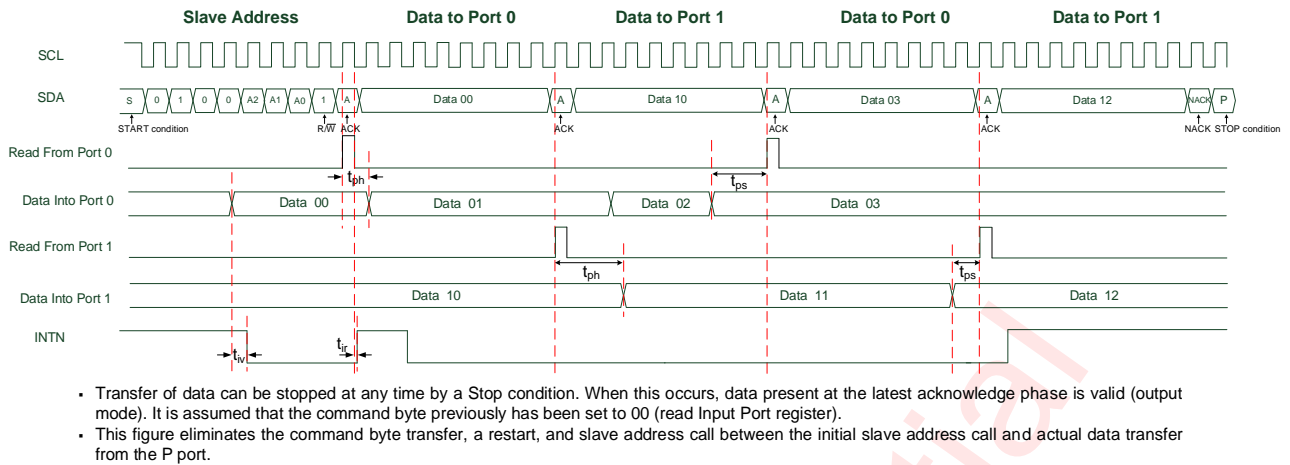 Slave Address Data to Port 0 Data to Port 1 Data to Port 0 Data to Port 1
SCL
SDA S 0 1 0 0 A2 A1 A0 1 A Data 00 A Data 10 A Data 03 A Data 12 NACK P
START condition R/W ACK ACK ACK ACK NACK STOP condition
Read From Port 0
tph tps
Data Into Port 0 Data 00 Data 01 Data 02 Data 03
Read From Port 1
tph tps
Data Into Port 1 Data 10 Data 11 Data 12
INTN
tiv tir
▪ Transfer of data can be stopped at any time by a Stop condition. When this occurs, data present at the latest acknowledge phase is valid (output
mode). It is assumed that the command byte previously has been set to 00 (read Input Port register).
▪ This figure eliminates the command byte transfer, a restart, and slave address call between the initial slave address call and actual data transfer
from the P port.